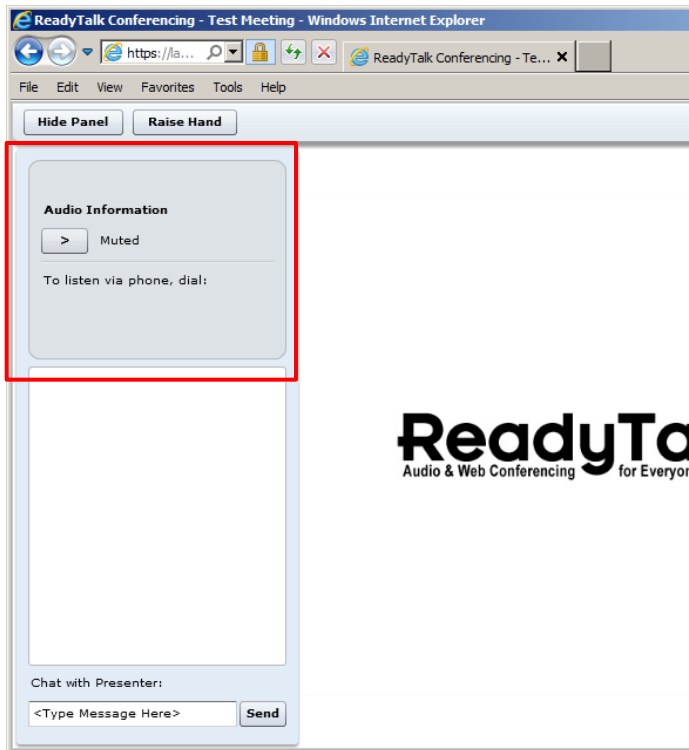 ReadyTalk Conferencing - Test Meeting - Windows Internet Explorer
https://la...
ReadyTalk Conferencing - Te...
File Edit View Favorites Tools Help
Hide Panel Raise Hand
Audio Information
> Muted
To listen via phone, dial:
ReadyTa
Audio & Web Conferencing for Everyon
Chat with Presenter:
<Type Message Here> Send